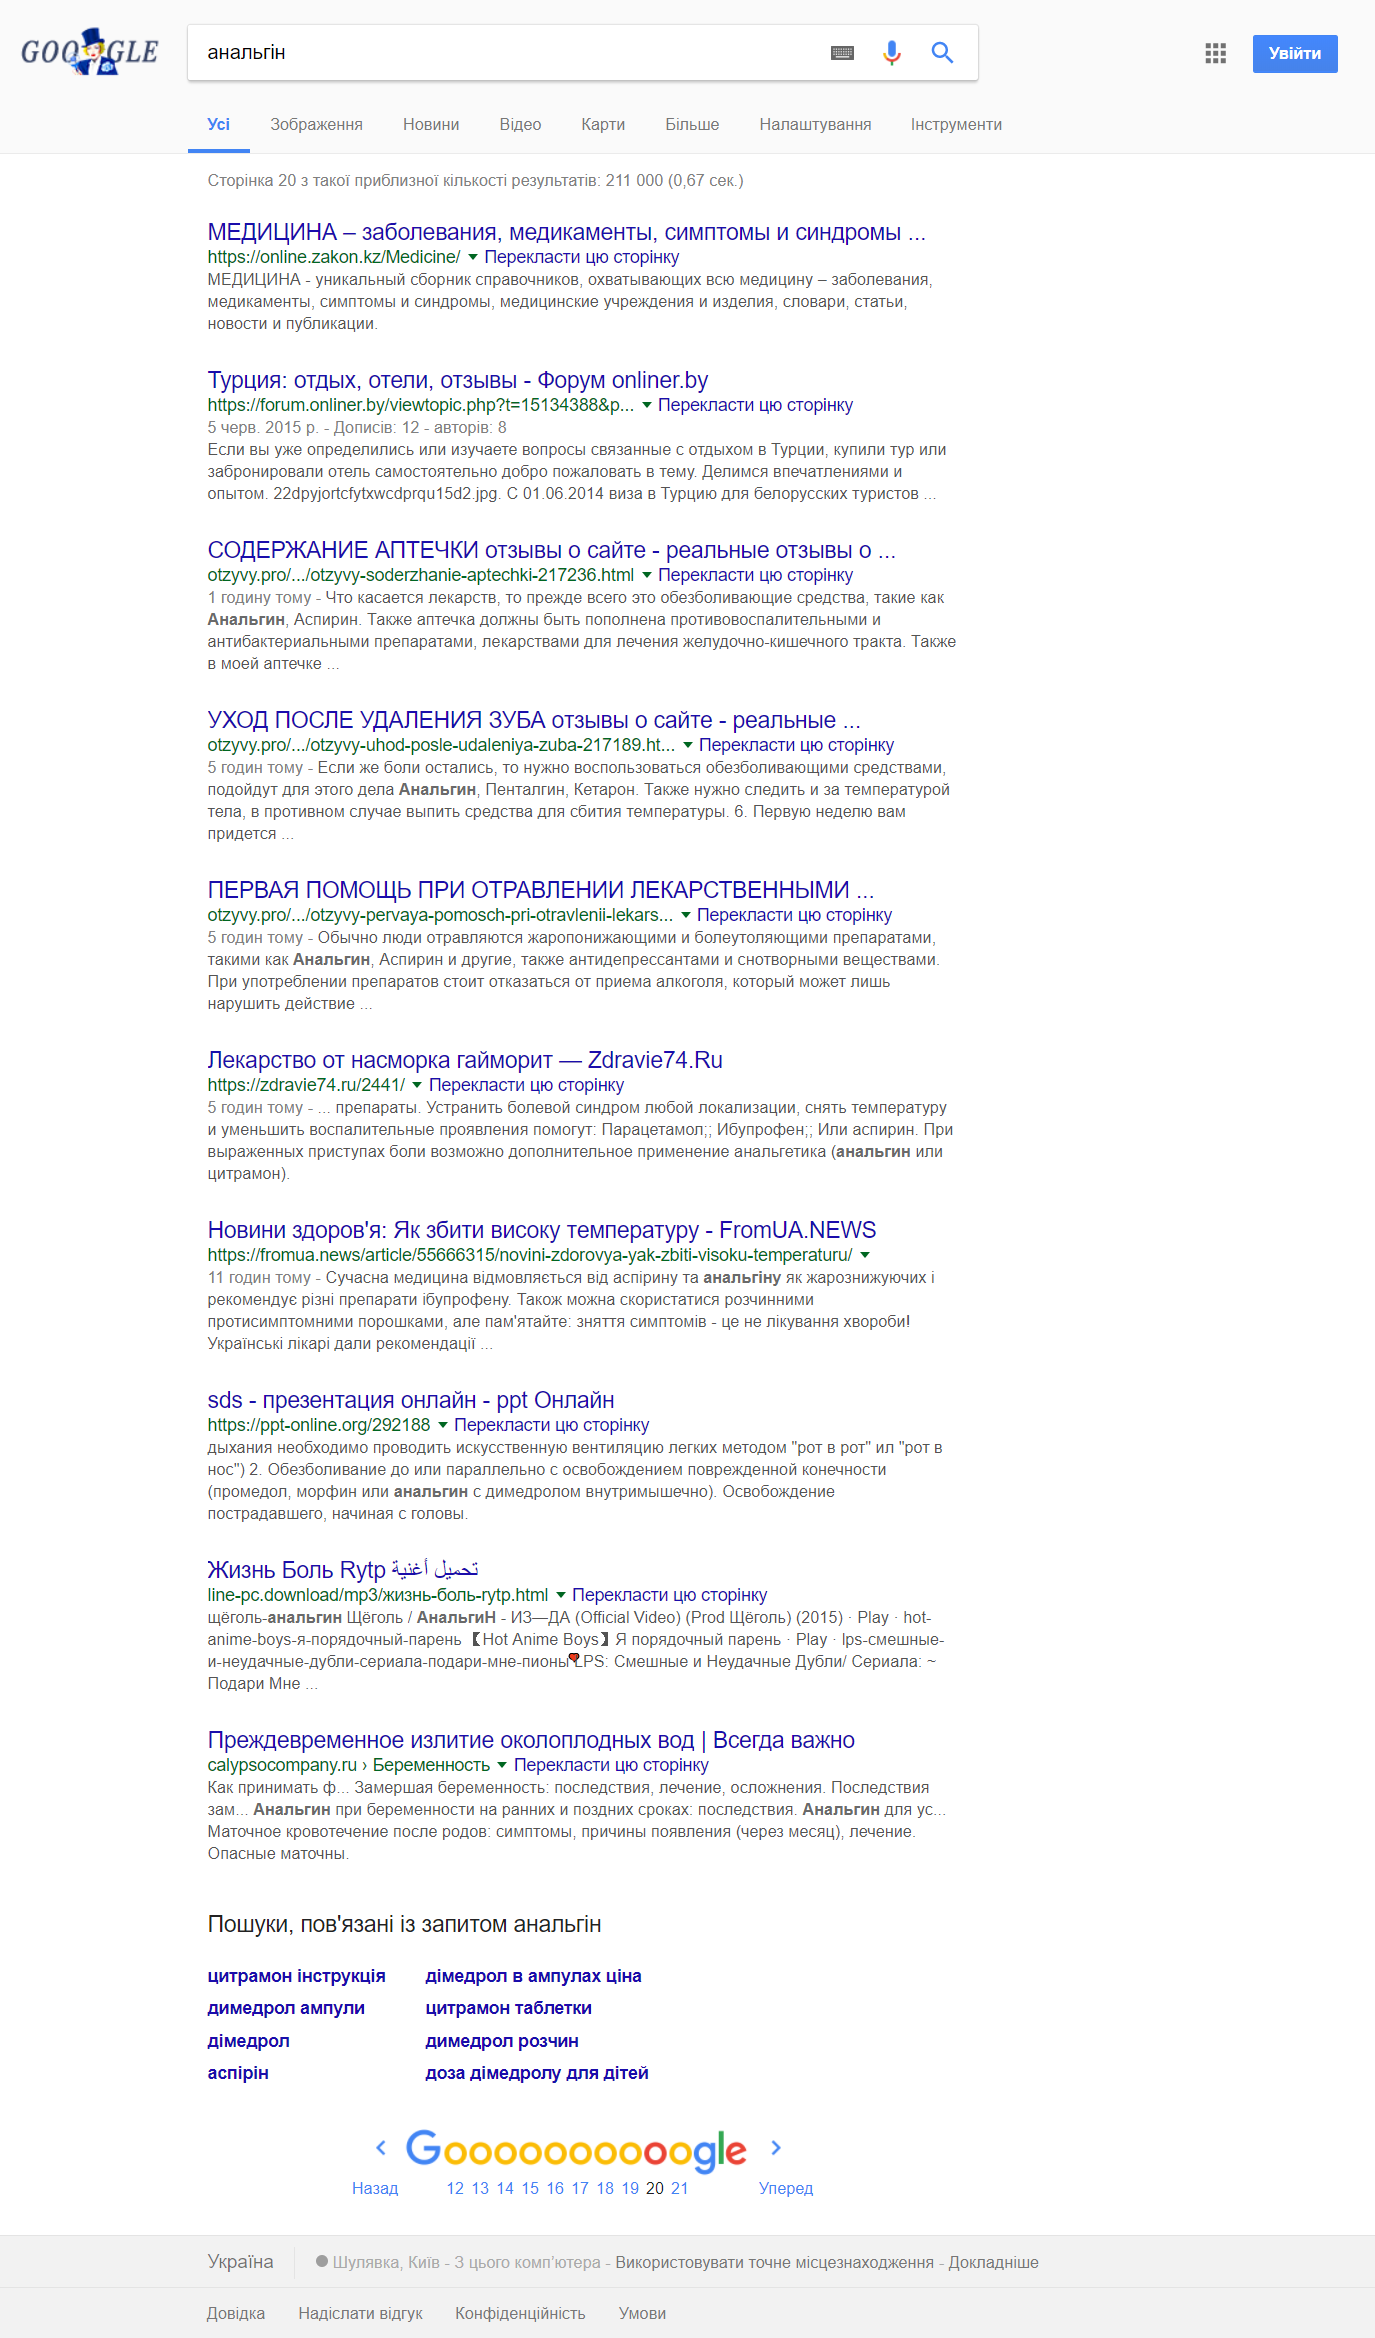 GOOGLE
анальгін
Увійти
Усі Зображення Новини Відео Карти Більше Налаштування Інструменти
Сторінка 20 з такої приблизної кількості результатів: 211 000 (0,67 сек.)
МЕДИЦИНА – заболевания, медикаменты, симптомы и синдромы ...
https://online.zakon.kz/Medicine/ Перекласти цю сторінку
МЕДИЦИНА - уникальный сборник справочников, охватывающих всю медицину – заболевания,
медикаменты, симптомы и синдромы, медицинские учреждения и изделия, словари, статьи,
новости и публикации.
Турция: отдых, отели, отзывы - Форум onliner.by
https://forum.onliner.by/viewtopic.php?t=15134388&p... Перекласти цю сторінку
5 черв. 2015 р. - Дописів: 12 - авторів: 8
Если вы уже определились или изучаете вопросы связанные с отдыхом в Турции, купили тур или
забронировали отель самостоятельно добро пожаловать в тему. Делимся впечатлениями и
опытом. 22dpyjortcfytxwcdprqu15d2.jpg. С 01.06.2014 виза в Турцию для белорусских туристов ...
СОДЕРЖАНИЕ АПТЕЧКИ отзывы о сайте - реальные отзывы о ...
otzyvy.pro/.../otzyvy-soderzhanie-aptechki-217236.html Перекласти цю сторінку
1 годину тому - Что касается лекарств, то прежде всего это обезболивающие средства, такие как
Анальгин, Аспирин. Также аптечка должны быть пополнена противовоспалительными и
антибактериальными препаратами, лекарствами для лечения желудочно-кишечного тракта. Также
в моей аптечке ...
УХОД ПОСЛЕ УДАЛЕНИЯ ЗУБА отзывы о сайте - реальные ...
otzyvy.pro/.../otzyvy-uhod-posle-udaleniya-zuba-217189.ht... Перекласти цю сторінку
5 годин тому - Если же боли остались, то нужно воспользоваться обезболивающими средствами,
подойдут для этого дела Анальгин, Пенталгин, Кетарон. Также нужно следить и за температурой
тела, в противном случае выпить средства для сбития температуры. 6. Первую неделю вам
придется ...
ПЕРВАЯ ПОМОЩЬ ПРИ ОТРАВЛЕНИИ ЛЕКАРСТВЕННЫМИ ...
otzyvy.pro/.../otzyvy-pervaya-pomosch-pri-otravlenii-lekars... Перекласти цю сторінку
5 годин тому - Обычно люди отравляются жаропонижающими и болеутоляющими препаратами,
такими как Анальгин, Аспирин и другие, также антидепрессантами и снотворными веществами.
При употреблении препаратов стоит отказаться от приема алкоголя, который может лишь
нарушить действие ...
Лекарство от насморка гайморит — Zdravie74.Ru
https://zdravie74.ru/2441/ Перекласти цю сторінку
5 годин тому - ... препараты. Устранить болевой синдром любой локализации, снять температуру
и уменьшить воспалительные проявления помогут: Парацетамол;; Ибупрофен;; Или аспирин. При
выраженных приступах боли возможно дополнительное применение анальгетика (анальгин или
цитрамон).
Новини здоров'я: Як збити високу температуру - FromUA.NEWS
https://fromua.news/article/55666315/novini-zdorovya-yak-zbiti-visoku-temperaturu/
11 годин тому - Сучасна медицина відмовляється від аспірину та анальгіну як жарознижуючих і
рекомендує різні препарати ібупрофену. Також можна скористатися розчинними
протисимптомними порошками, але пам'ятайте: зняття симптомів - це не лікування хвороби!
Українські лікарі дали рекомендації ...
sds - презентация онлайн - ppt Онлайн
https://ppt-online.org/292188 Перекласти цю сторінку
дыхания необходимо проводить искусственную вентиляцию легких методом "рот в рот" ил "рот в
нос") 2. Обезболивание до или параллельно с освобождением поврежденной конечности
(промедол, морфин или анальгин с димедролом внутримышечно). Освобождение
пострадавшего, начиная с головы.
Жизнь Боль Rytp تحميل أغنية
line-pc.download/mp3/жизнь-боль-rytp.html Перекласти цю сторінку
щёголь-анальгин Щёголь / АнальгиН - ИЗ—ДА (Official Video) (Prod Щёголь) (2015) · Play · hot-
anime-boys-я-порядочный-парень 【Hot Anime Boys】Я порядочный парень · Play · lps-смешные-
и-неудачные-дубли-сериала-подари-мне-пионы❣LPS: Смешные и Неудачные Дубли/ Сериала: ~
Подари Мне ...
Преждевременное излитие околоплодных вод | Всегда важно
calypsocompany.ru › Беременность Перекласти цю сторінку
Как принимать ф... Замершая беременность: последствия, лечение, осложнения. Последствия
зам... Анальгин при беременности на ранних и поздних сроках: последствия. Анальгин для ус...
Маточное кровотечение после родов: симптомы, причины появления (через месяц), лечение.
Опасные маточны.
Пошуки, пов'язані із запитом анальгін
цитрамон інструкція дімедрол в ампулах ціна
димедрол ампули цитрамон таблетки
дімедрол димедрол розчин
аспірін доза дімедролу для дітей
Goooooooooogle
Назад 12 13 14 15 16 17 18 19 20 21 Уперед
Україна Шулявка, Київ - З цього комп'ютера - Використовувати точне місцезнаходження - Докладніше
Довідка Надіслати відгук Конфіденційність Умови